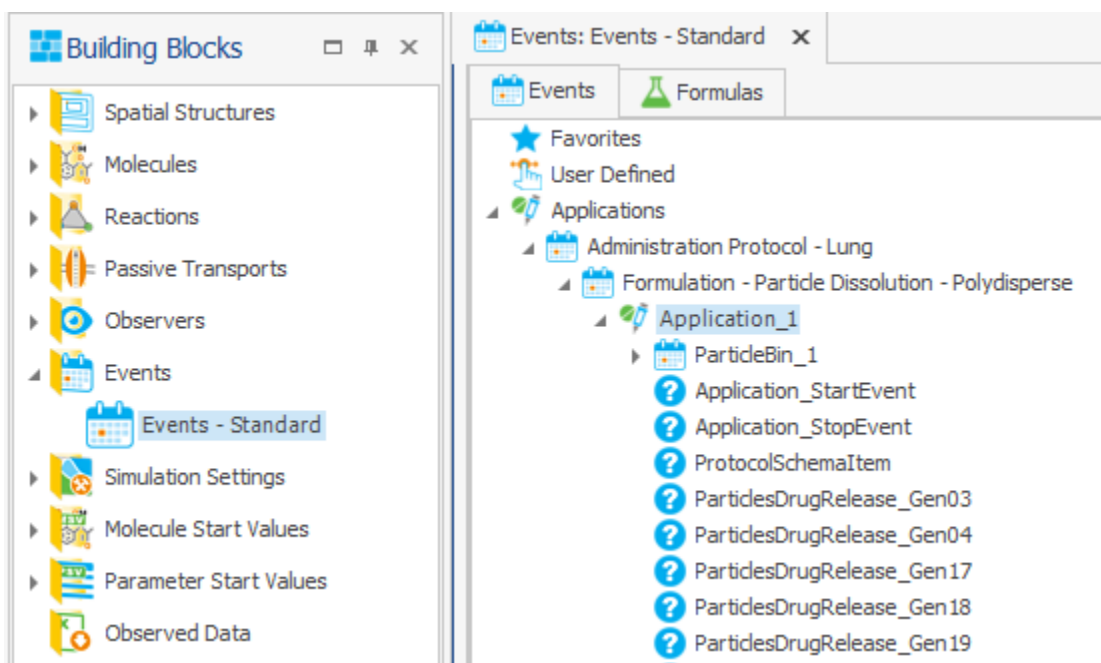 Building Blocks
Spatial Structures
Molecules
Reactions
Passive Transports
Observers
Events
Events - Standard
Simulation Settings
Molecule Start Values
Parameter Start Values
Observed Data
Events: Events - Standard
Events
Formulas
Favorites
User Defined
Applications
Administration Protocol - Lung
Formulation - Particle Dissolution - Polydisperse
Application_1
ParticleBin_1
Application_StartEvent
Application_StopEvent
ProtocolSchemaItem
ParticlesDrugRelease_Gen03
ParticlesDrugRelease_Gen04
ParticlesDrugRelease_Gen17
ParticlesDrugRelease_Gen18
ParticlesDrugRelease_Gen19